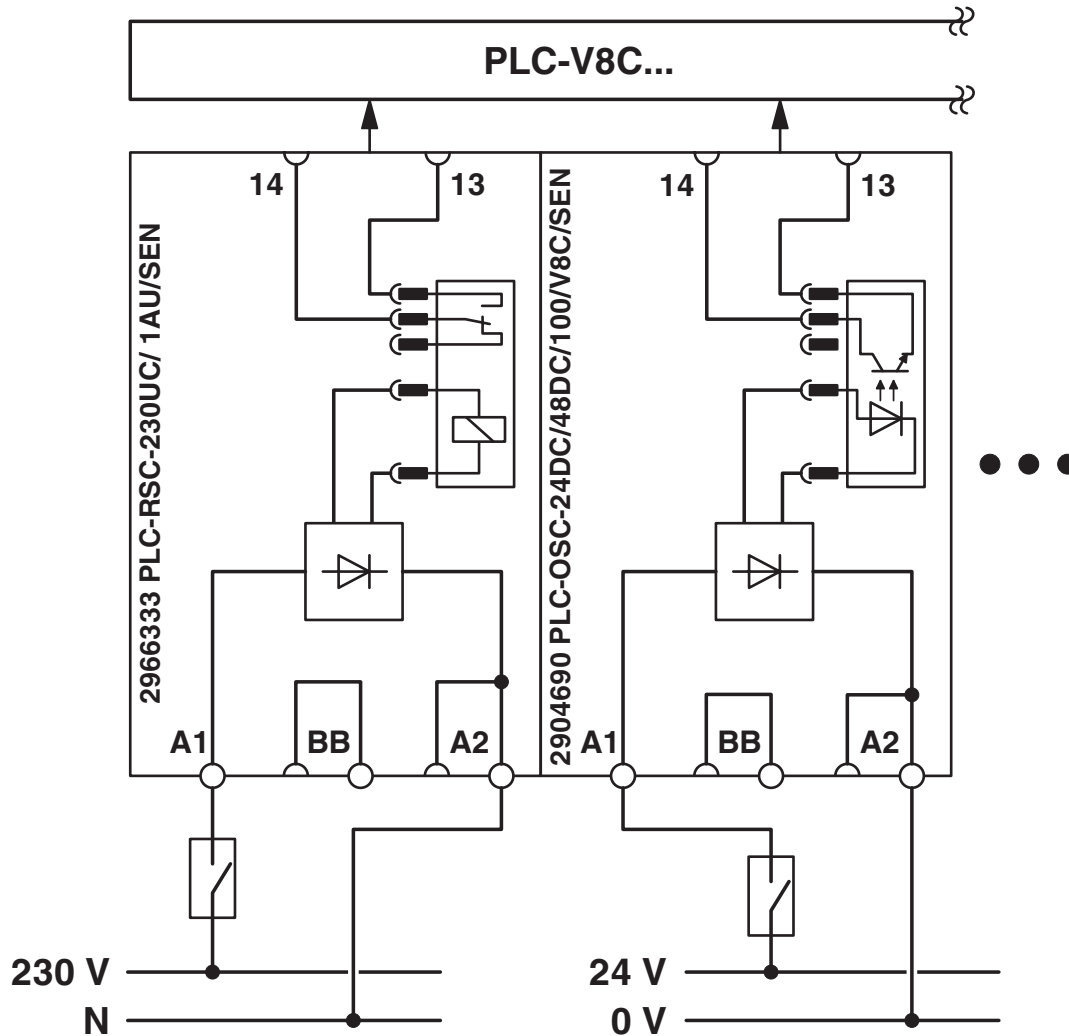 PLC-V8C...
14
13
2966333 PLC-RSC-230UC/ 1AU/SEN
A1
BB
A2
14
13
2904690 PLC-OSC-24DC/48DC/100/V8C/SEN
A1
BB
A2
230 V
N
24 V
0 V